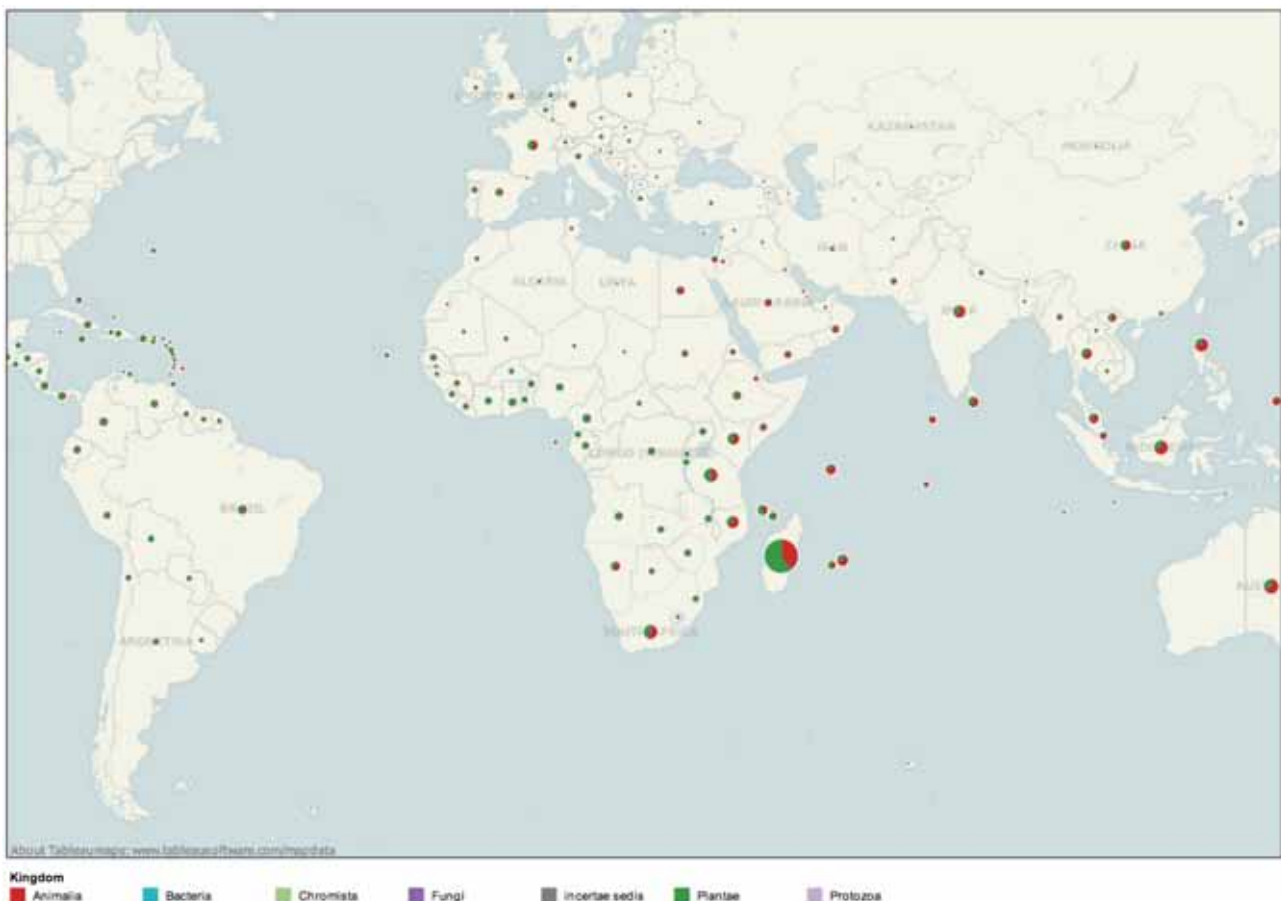 KAZAKHSTAN
MONGOLIA
CHINA
ALGERIA
LIBYA
IRAN
SAUDI ARABIA
INDIA
BRAZIL
SOUTH AFRICA
ARGENTINA
About Tableau maps: www.tableausoftware.com/mapdata
Kingdom
Animalia Bacteria Chromista Fungi incertae sedis Plantae Protozoa